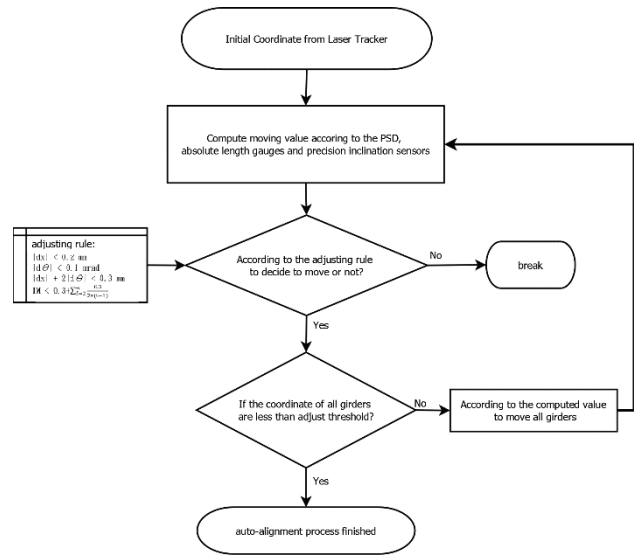 Initial Coordinate from Laser Tracker
Compute moving value accoring to the PSD,
absolute length gauges and precision inclination sensors
adjusting rule:
|dx| < 0.2 mm
|dΘ| < 0.1 mrad
|dx| + 2|dΘ| < 0.3 mm
According to the adjusting rule
to decide to move or not?
No
break
Yes
If the coordinate of all girders
are less than adjust threshold?
No
According to the computed value
to move all girders
Yes
auto-alignment process finished